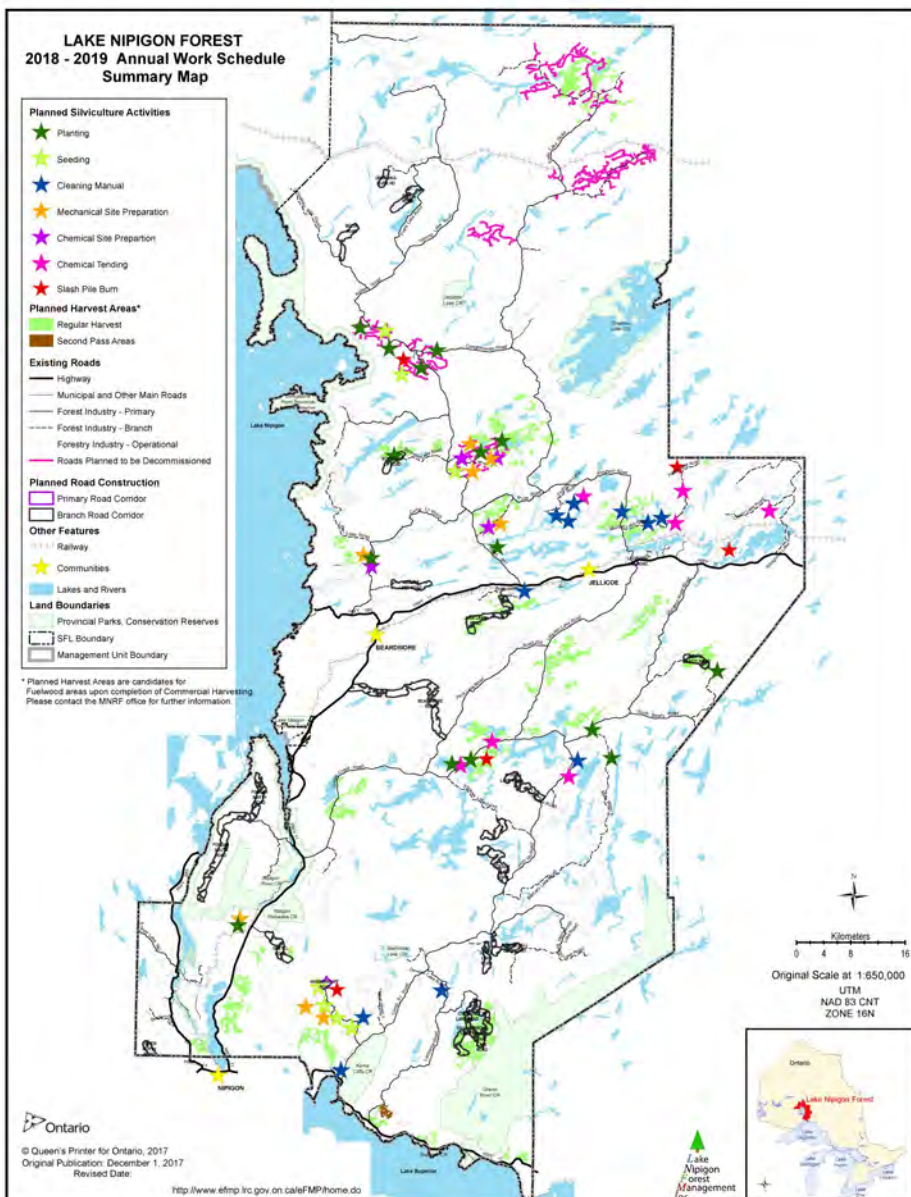 LAKE NIPIGON FOREST
2018 - 2019 Annual Work Schedule
Summary Map
Planned Silviculture Activities
Planting
Seeding
Cleaning Manual
Mechanical Site Preparation
Chemical Site Prepartion
Chemical Tending
Slash Pile Burn
Planned Harvest Areas*
Regular Harvest
Second Pass Areas
Existing Roads
Highway
Municipal and Other Main Roads
Forest Industry - Primary
Forest Industry - Branch
Forestry Industry - Operational
Roads Planned to be Decommissioned
Planned Road Construction
Primary Road Corridor
Branch Road Corridor
Other Features
Railway
Communities
Lakes and Rivers
Land Boundaries
Provincial Parks, Conservation Reserves
SFL Boundary
Management Unit Boundary
* Planned Harvest Areas are candidates for
Fuelwood areas upon completion of Commercial Harvesting.
Please contact the MNRF office for further information.
Lake Nipigon
JELLICOE
BEARDMORE
NIPIGON
Lake Superior
N
Kilometers
0 4 8 16
Original Scale at 1:650,000
UTM
NAD 83 CNT
ZONE 16N
Ontario
Lake Nipigon Forest
Ontario
© Queen's Printer for Ontario, 2017
Original Publication: December 1, 2017
Revised Date:
http://www.efmp.lrc.gov.on.ca/eFMP/home.do
Lake
Nipigon
Forest
Management